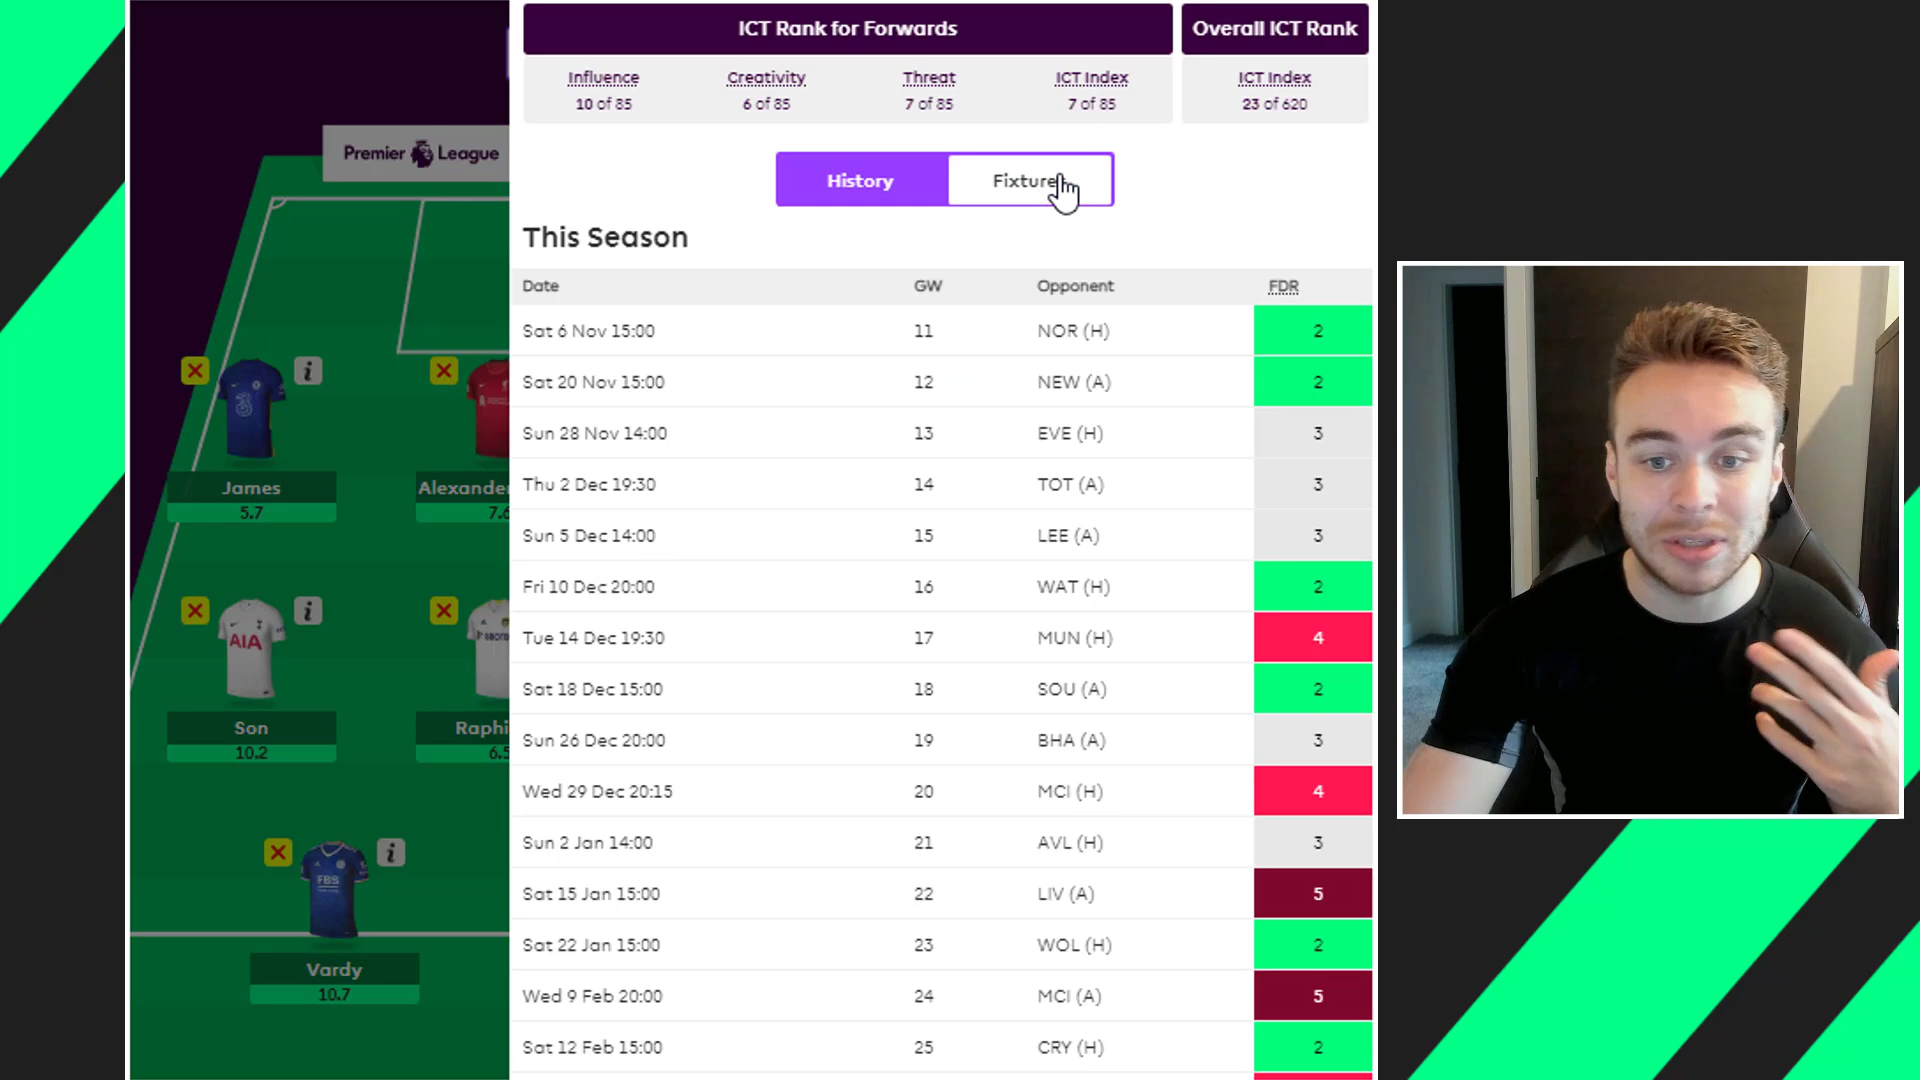 ICT Rank for Forwards
Overall ICT Rank
Influence Creativity Threat ICT Index
ICT Index
10 of 85 6 of 85 7 of 85 7 of 85
23 of 620
Premier League
History
This Season
Date GW Opponent FDR
Sat 6 Nov 15:00 11 NOR (H) 2
Sat 20 Nov 15:00 12 NEW (A) 2
Sun 28 Nov 14:00 13 EVE (H) 3
Thu 2 Dec 19:30 14 TOT (A) 3
Sun 5 Dec 14:00 15 LEE (A) 3
Fri 10 Dec 20:00 16 WAT (H) 2
Tue 14 Dec 19:30 17 MUN (H) 4
Sat 18 Dec 15:00 18 SOU (A) 2
Sun 26 Dec 20:00 19 BHA (A) 3
Wed 29 Dec 20:15 20 MCI (H) 4
Sun 2 Jan 14:00 21 AVL (H) 3
Sat 15 Jan 15:00 22 LIV (A) 5
Sat 22 Jan 15:00 23 WOL (H) 2
Wed 9 Feb 20:00 24 MCI (A) 5
Sat 12 Feb 15:00 25 CRY (H) 2
3
James
5.7
Alexande
7.6
AIA
Son
10.2
Raphi
6.5
FBS
Vardy
10.7